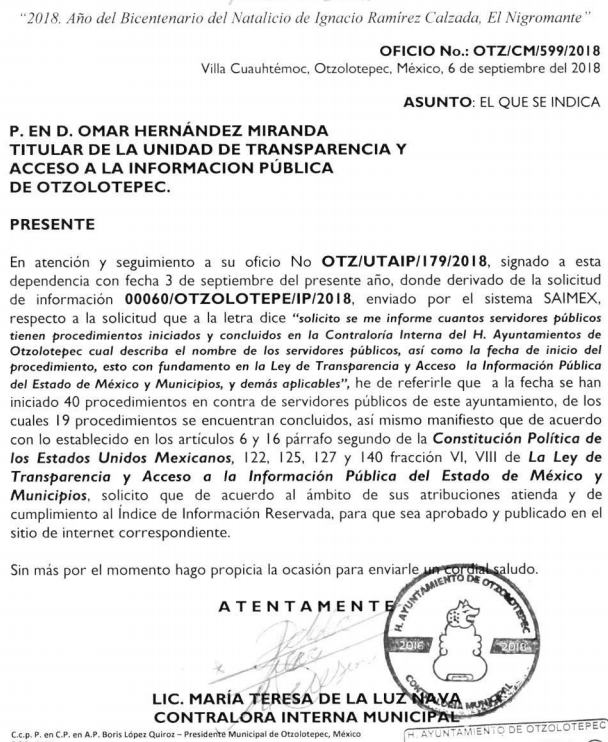 “2018. Año del Bicentenario del Natalicio de Ignacio Ramírez Calzada, El Nigromante”
OFICIO No.: OTZ/CM/599/2018
Villa Cuauhtémoc, Otzolotepec, México, 6 de septiembre del 2018
ASUNTO: EL QUE SE INDICA
P. EN D. OMAR HERNÁNDEZ MIRANDA
TITULAR DE LA UNIDAD DE TRANSPARENCIA Y
ACCESO A LA INFORMACION PÚBLICA
DE OTZOLOTEPEC.
PRESENTE
En atención y seguimiento a su oficio No OTZ/UTAIP/179/2018, signado a esta
dependencia con fecha 3 de septiembre del presente año, donde derivado de la solicitud
de información 00060/OTZOLOTEPE/IP/2018, enviado por el sistema SAIMEX,
respecto a la solicitud que a la letra dice “solicito se me informe cuantos servidores públicos
tienen procedimientos iniciados y concluidos en la Contraloría Interna del H. Ayuntamientos de
Otzolotepec cual describa el nombre de los servidores públicos, así como la fecha de inicio del
procedimiento, esto con fundamento en la Ley de Transparencia y Acceso la Información Pública
del Estado de México y Municipios, y demás aplicables”, he de referirle que a la fecha se han
iniciado 40 procedimientos en contra de servidores públicos de este ayuntamiento, de los
cuales 19 procedimientos se encuentran concluidos, así mismo manifiesto que de acuerdo
con lo establecido en los artículos 6 y 16 párrafo segundo de la Constitución Política de
los Estados Unidos Mexicanos, 122, 125, 127 y 140 fracción VI, VIII de La Ley de
Transparencia y Acceso a la Información Pública del Estado de México y
Municipios, solicito que de acuerdo al ámbito de sus atribuciones atienda y de
cumplimiento al Índice de Información Reservada, para que sea aprobado y publicado en el
sitio de internet correspondiente.
Sin más por el momento hago propicia la ocasión para enviarle un cordial saludo.
ATENTAMENTE
H. AYUNTAMIENTO DE OTZOLOTEPEC
2016 2018
CONTRALORIA MUNICIPAL
LIC. MARÍA TERESA DE LA LUZ NAVA
CONTRALORA INTERNA MUNICIPAL
C.c.p. P. en C.P. en A.P. Boris López Quiroz – Presidente Municipal de Otzolotepec, México
H. AYUNTAMIENTO DE OTZOLOTEPEC